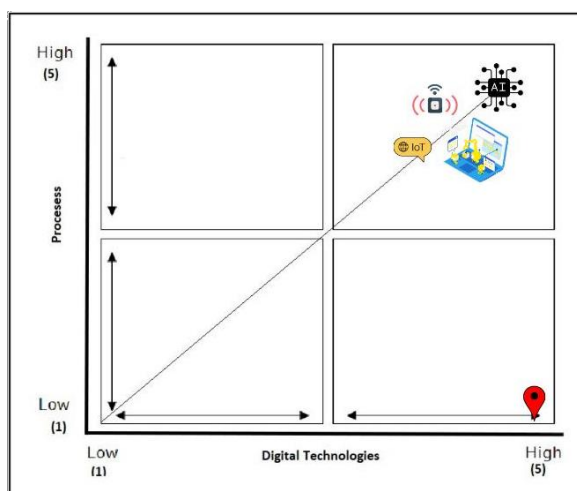 High
(5)
AI
IoT
Procesess
Low
(1)
Low
(1)
Digital Technologies
High
(5)